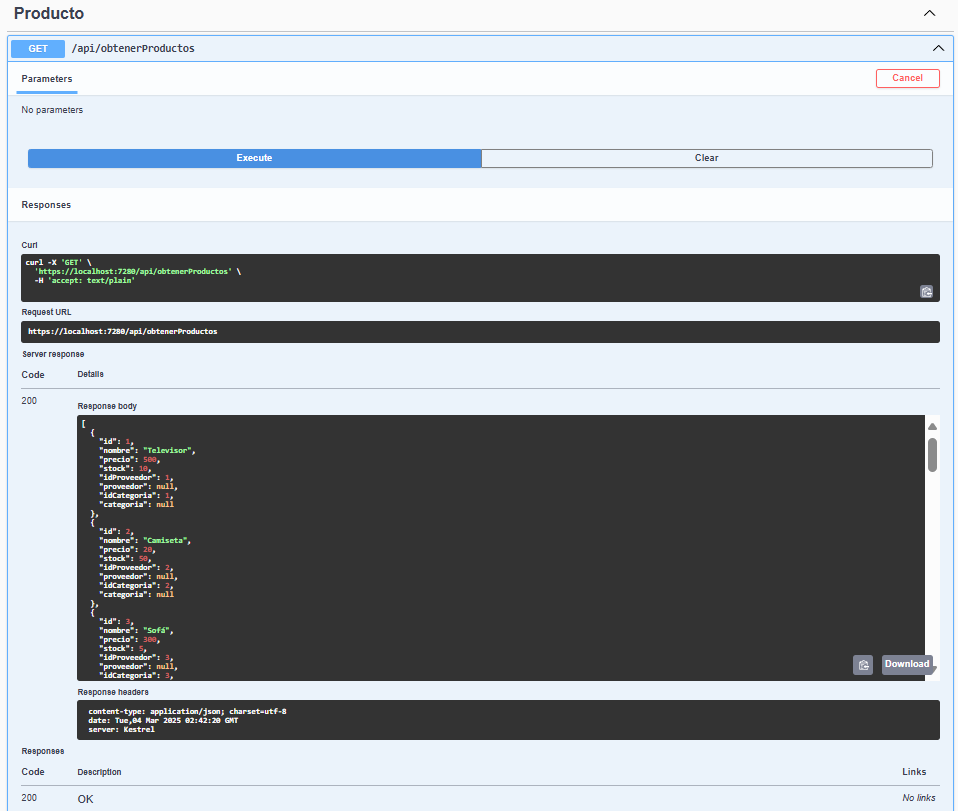 Producto
GET /api/obtenerProductos
Parameters
Cancel
No parameters
Execute
Clear
Responses
Curl
curl -X 'GET' \
'https://localhost:7280/api/obtenerProductos' \
-H 'accept: text/plain'
Request URL
https://localhost:7280/api/obtenerProductos
Server response
Code Details
200
Response body
[
{
"id": 1,
"nombre": "Televisor",
"precio": 500,
"stock": 10,
"idProveedor": 1,
"proveedor": null,
"idCategoria": 1,
"categoria": null
},
{
"id": 2,
"nombre": "Camiseta",
"precio": 20,
"stock": 50,
"idProveedor": 2,
"proveedor": null,
"idCategoria": 2,
"categoria": null
},
{
"id": 3,
"nombre": "Sofá",
"precio": 300,
"stock": 5,
"idProveedor": 3,
"proveedor": null,
"idCategoria": 3,
Download
Response headers
content-type: application/json; charset=utf-8
date: Tue,04 Mar 2025 02:42:20 GMT
server: Kestrel
Responses
Code Description Links
200 OK No links